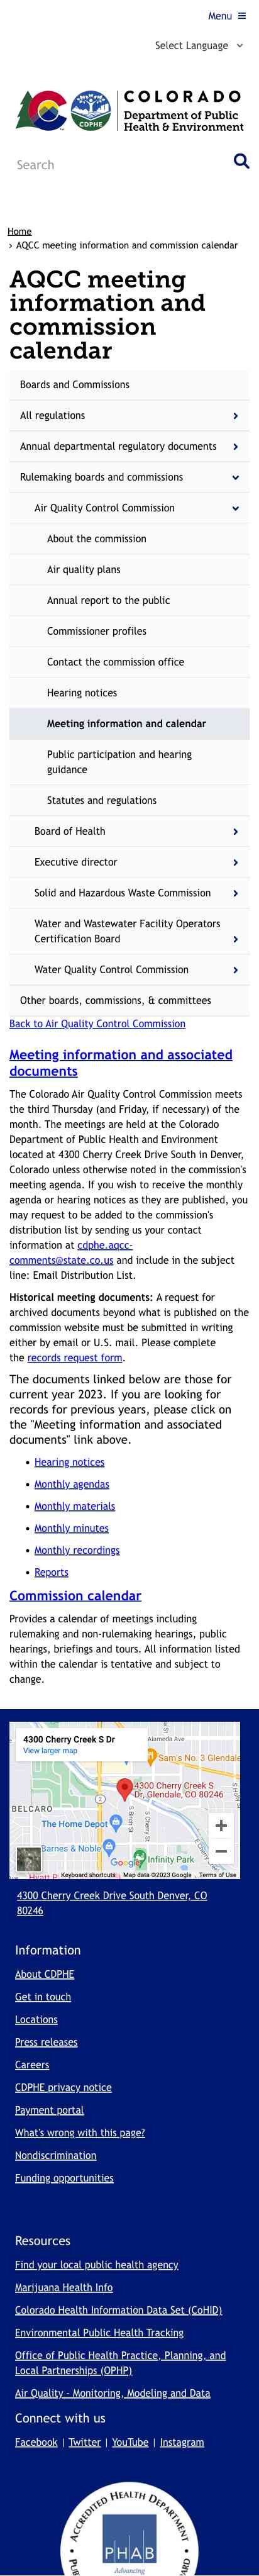 Menu
Select Language
COLORADO
Department of Public
Health & Environment
CDPHE
TM
Search
Home
AQCC meeting information and commission calendar
AQCC meeting
information and
commission
calendar
Boards and Commissions
All regulations
Annual departmental regulatory documents
Rulemaking boards and commissions
Air Quality Control Commission
About the commission
Air quality plans
Annual report to the public
Commissioner profiles
Contact the commission office
Hearing notices
Meeting information and calendar
Public participation and hearing
guidance
Statutes and regulations
Board of Health
Executive director
Solid and Hazardous Waste Commission
Water and Wastewater Facility Operators
Certification Board
Water Quality Control Commission
Other boards, commissions, & committees
Back to Air Quality Control Commission
Meeting information and associated
documents
The Colorado Air Quality Control Commission meets
the third Thursday (and Friday, if necessary) of the
month. The meetings are held at the Colorado
Department of Public Health and Environment
located at 4300 Cherry Creek Drive South in Denver,
Colorado unless otherwise noted in the commission's
meeting agenda. If you wish to receive the monthly
agenda or hearing notices as they are published, you
may request to be added to the commission's
distribution list by sending us your contact
information at cdphe.aqcc-
comments@state.co.us and include in the subject
line: Email Distribution List.
Historical meeting documents: A request for
archived documents beyond what is published on the
commission website must be submitted in writing
either by email or U.S. mail. Please complete
the records request form.
The documents linked below are those for
current year 2023. If you are looking for
records for previous years, please click on
the "Meeting information and associated
documents" link above.
• Hearing notices
• Monthly agendas
• Monthly materials
• Monthly minutes
• Monthly recordings
• Reports
Commission calendar
Provides a calendar of meetings including
rulemaking and non-rulemaking hearings, public
hearings, briefings and tours. All information listed
within the calendar is tentative and subject to
change.
4300 Cherry Creek S Dr
View larger map
Alameda Ave
Sam's No. 3 Glendale
4300 Cherry Creek S
Dr, Glendale, CO 80246
BELCARO
The Home Depot
Barnes & Noble
Google
Infinity Park
Keyboard shortcuts
Map data ©2023 Google
Terms of Use
4300 Cherry Creek Drive South Denver, CO
80246
Information
About CDPHE
Get in touch
Locations
Press releases
Careers
CDPHE privacy notice
Payment portal
What's wrong with this page?
Nondiscrimination
Funding opportunities
Resources
Find your local public health agency
Marijuana Health Info
Colorado Health Information Data Set (CoHID)
Environmental Public Health Tracking
Office of Public Health Practice, Planning, and
Local Partnerships (OPHP)
Air Quality - Monitoring, Modeling and Data
Connect with us
Facebook | Twitter | YouTube | Instagram
ACCREDITED HEALTH DEPARTMENT
PHAB
Advancing